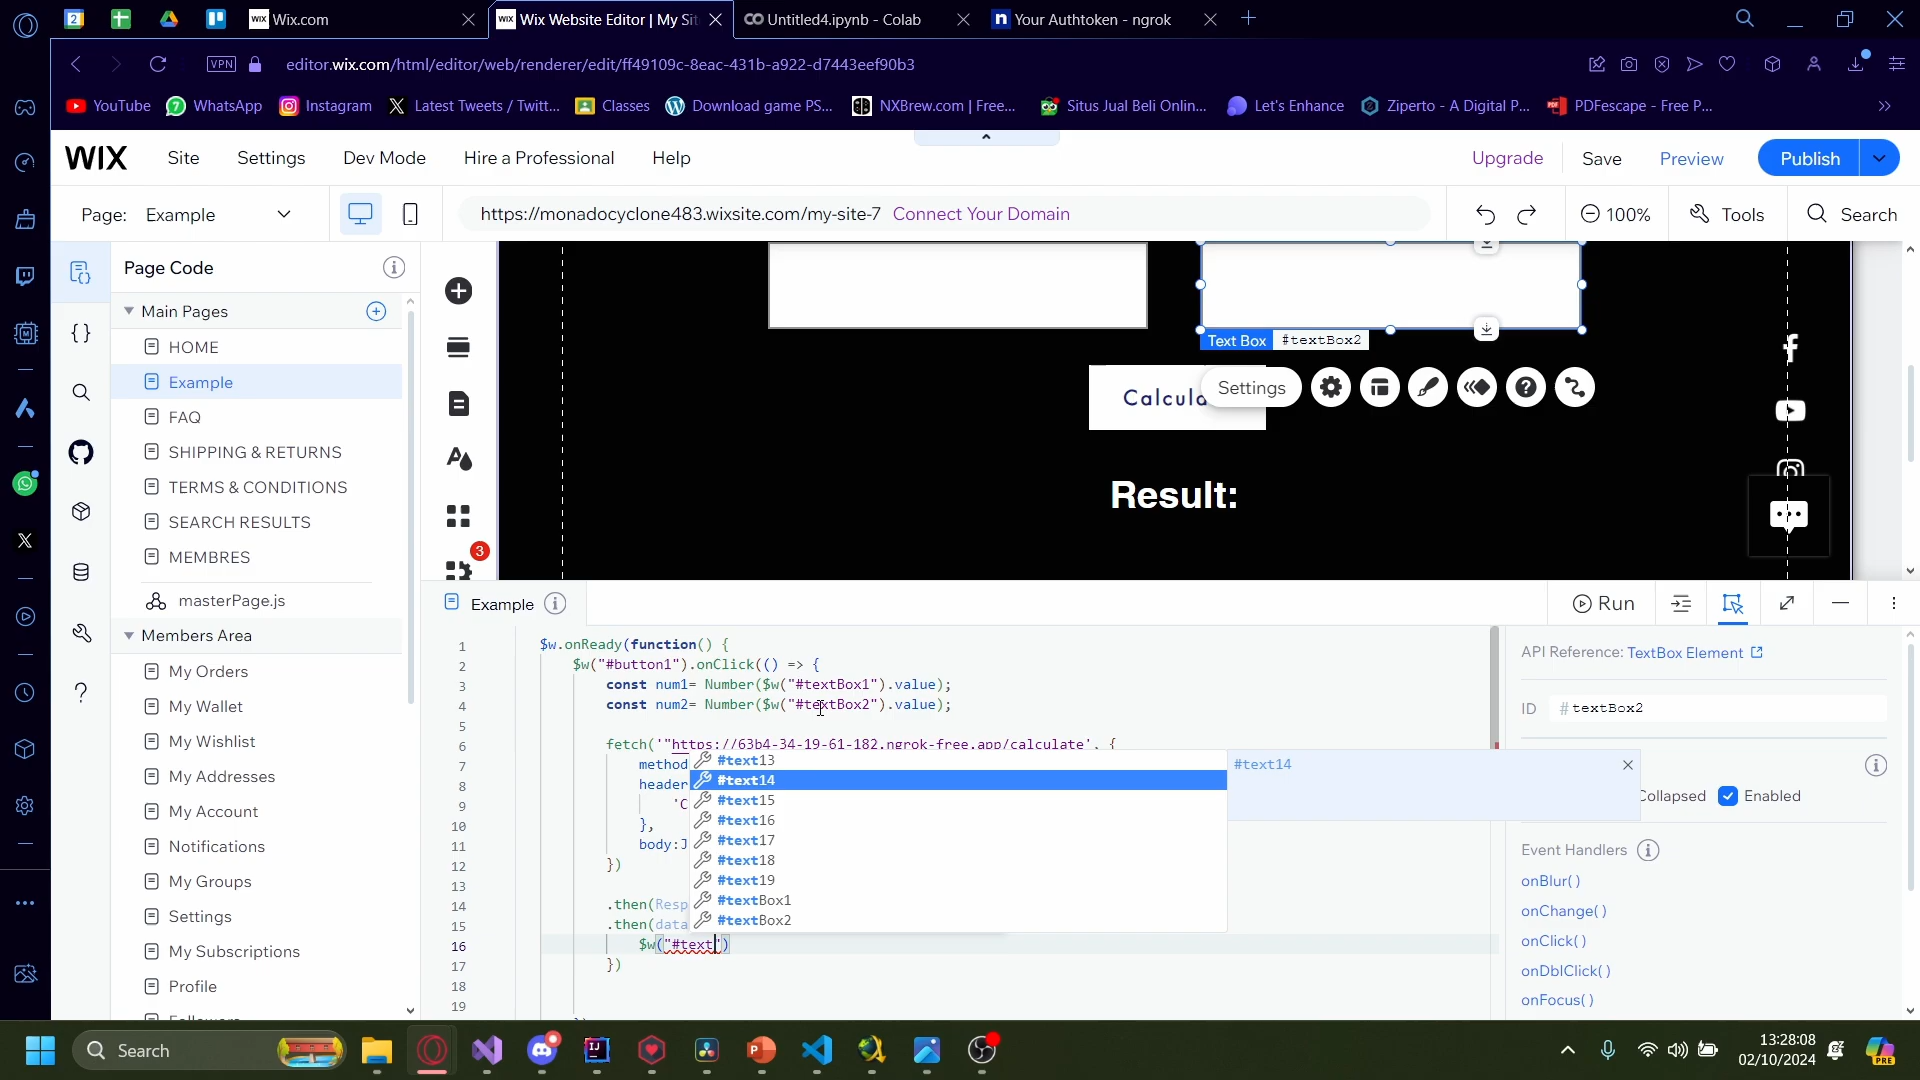 WIX Wix.com
WIX Wix Website Editor | My Sit
Untitled4.ipynb - Colab
n Your Authtoken - ngrok
VPN
editor.wix.com/html/editor/web/renderer/edit/ff49109c-8eac-431b-a922-d7443eef90b3
YouTube
WhatsApp
Instagram
Latest Tweets / Twitt...
Classes
Download game PS...
NXBrew.com | Free...
Situs Jual Beli Onlin...
Let's Enhance
Ziperto - A Digital P...
PDFescape - Free P...
WIX Site Settings Dev Mode Hire a Professional Help
Upgrade Save Preview Publish
Page: Example
https://monadocyclone483.wixsite.com/my-site-7 Connect Your Domain
100% Tools Search
Page Code
Main Pages
HOME
Example
FAQ
SHIPPING & RETURNS
TERMS & CONDITIONS
SEARCH RESULTS
MEMBRES
masterPage.js
Members Area
My Orders
My Wallet
My Wishlist
My Addresses
My Account
Notifications
My Groups
Settings
My Subscriptions
Profile
Followers
3
Text Box #textBox2
Calcula
Settings
Result:
Example
Run
1 $w.onReady(function() {
2 $w("#button1").onClick(() => {
3 const num1= Number($w("#textBox1").value);
4 const num2= Number($w("#textBox2").value);
5
6 fetch('"https://63b4-34-19-61-182.ngrok-free.app/calculate', {
7 method
8 header
9 'C
10 },
11 body:J
12 })
13
14 .then(Resp
15 .then(data
16 $w("#text")
17 })
18
19
#text13
#text14
#text15
#text16
#text17
#text18
#text19
#textBox1
#textBox2
#text14
API Reference: TextBox Element
ID # textBox2
Collapsed Enabled
Event Handlers
onBlur( )
onChange( )
onClick( )
onDblClick( )
onFocus( )
Search
13:28:08
02/10/2024